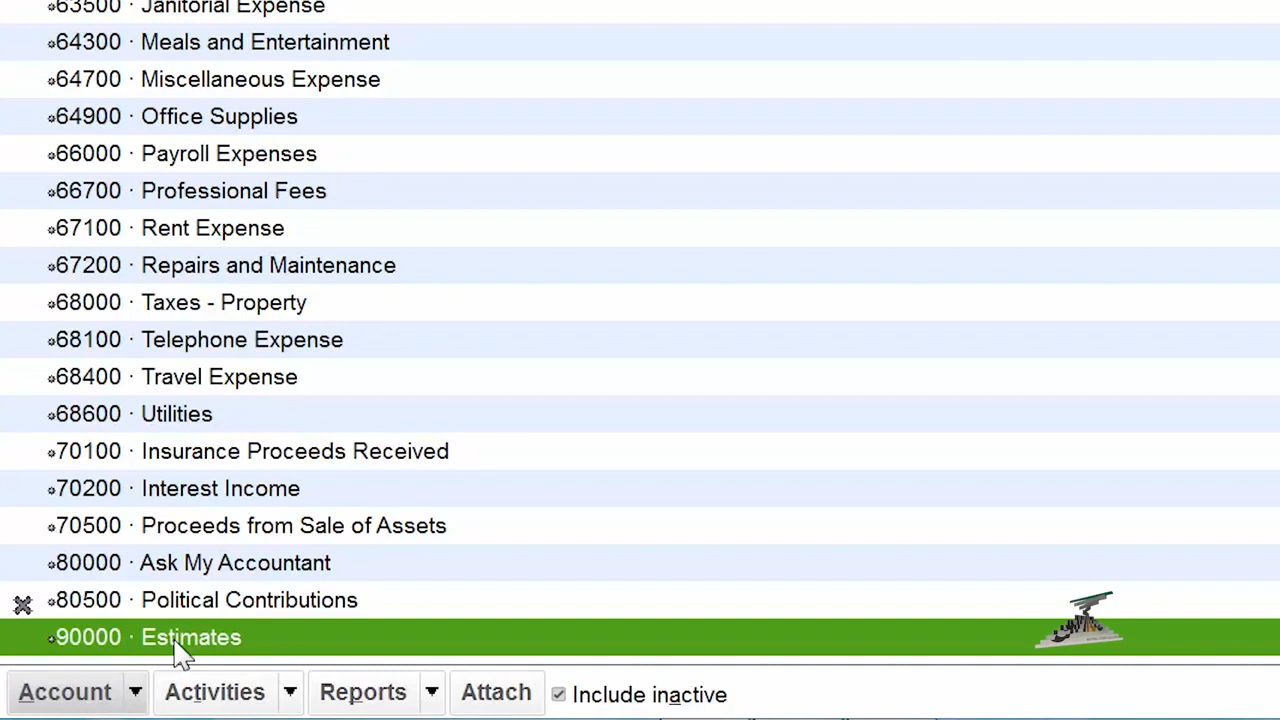 63500 · Janitorial Expense
64300 · Meals and Entertainment
64700 · Miscellaneous Expense
64900 · Office Supplies
66000 · Payroll Expenses
66700 · Professional Fees
67100 · Rent Expense
67200 · Repairs and Maintenance
68000 · Taxes - Property
68100 · Telephone Expense
68400 · Travel Expense
68600 · Utilities
70100 · Insurance Proceeds Received
70200 · Interest Income
70500 · Proceeds from Sale of Assets
80000 · Ask My Accountant
80500 · Political Contributions
90000 · Estimates
Account Activities Reports Attach Include inactive